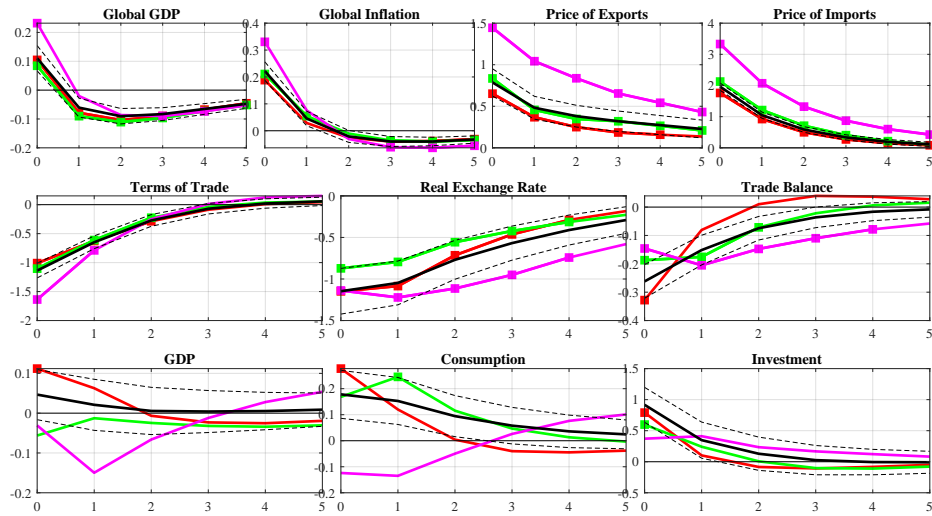 Global GDP
0.2
0.1
0
-0.1
-0.2
0 1 2 3 4 5
Global Inflation
0.4
0.3
0.2
0.1
0
0 1 2 3 4 5
Price of Exports
1.5
1
0.5
0
0 1 2 3 4 5
Price of Imports
4
3
2
1
0
0 1 2 3 4 5
Terms of Trade
0
-0.5
-1
-1.5
-2
0 1 2 3 4 5
Real Exchange Rate
0
-0.5
-1
-1.5
0 1 2 3 4 5
Trade Balance
0
-0.1
-0.2
-0.3
-0.4
0 1 2 3 4 5
GDP
0.1
0
-0.1
-0.2
0 1 2 3 4 5
Consumption
0.2
0.1
0
-0.1
-0.2
0 1 2 3 4 5
Investment
1.5
1
0.5
0
-0.5
0 1 2 3 4 5